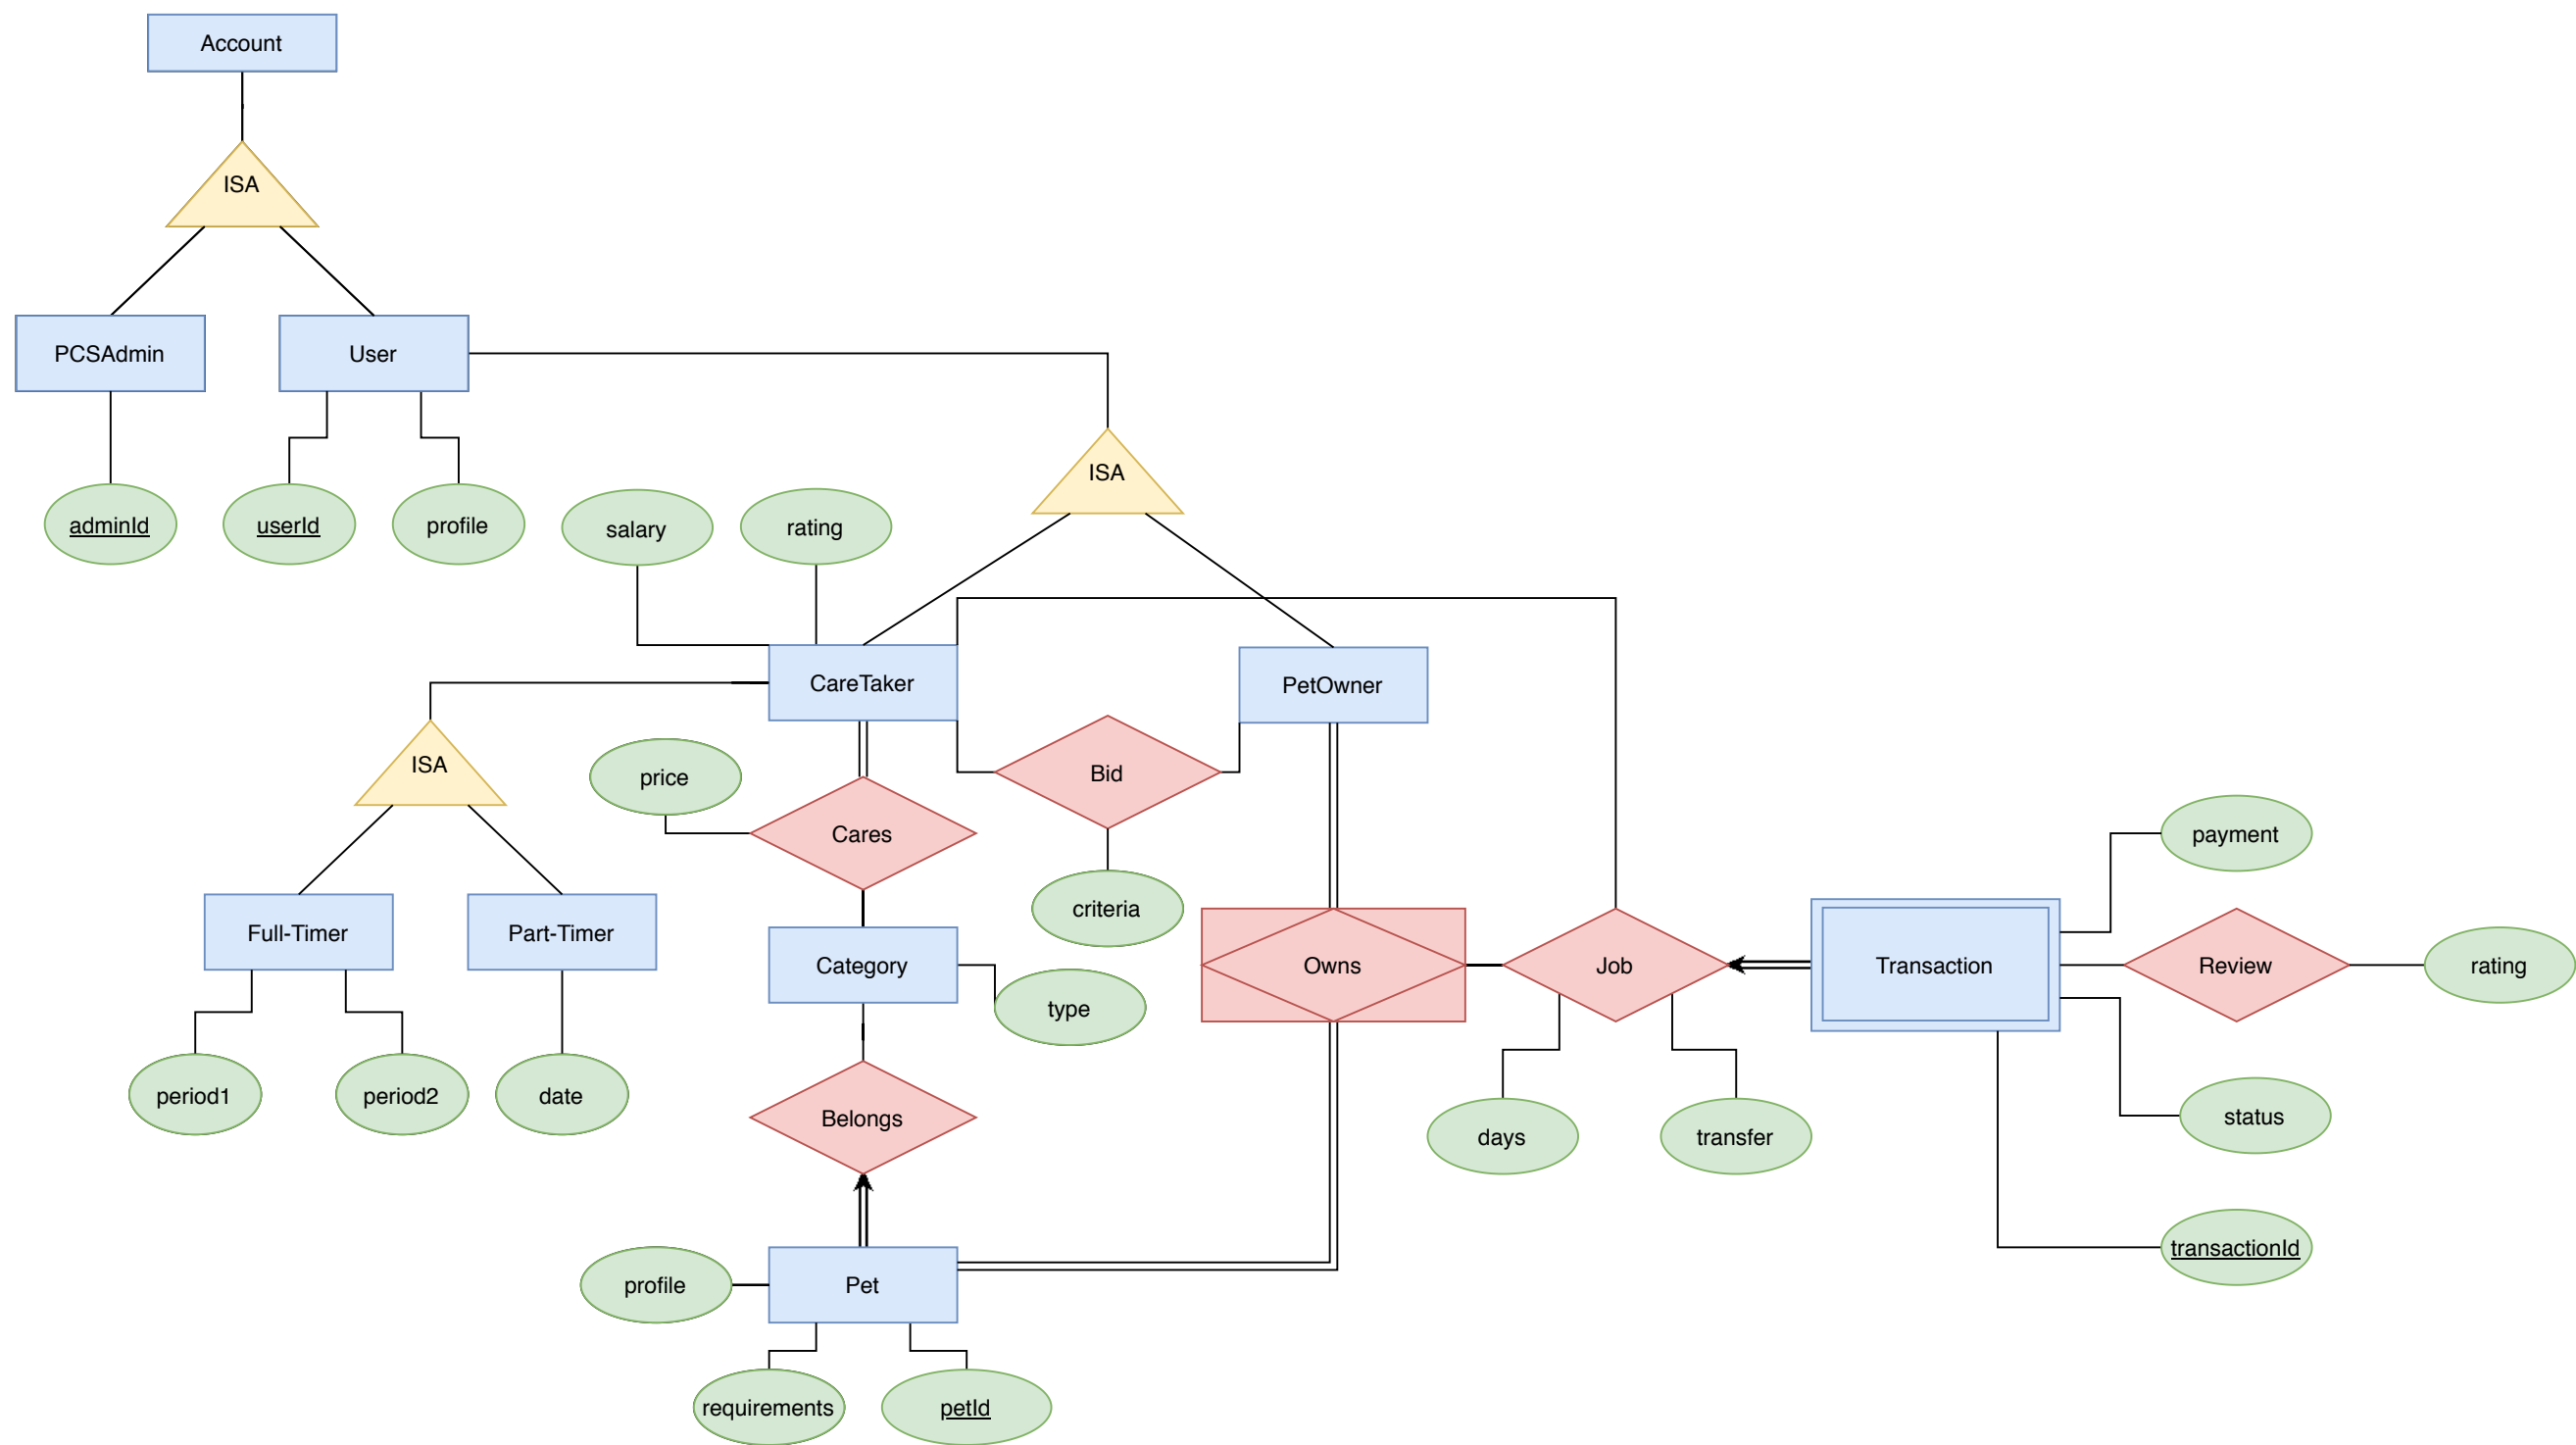 Account
ISA
PCSAdmin
User
ISA
adminId
userId
profile
salary
rating
CareTaker
PetOwner
ISA
price
Bid
Cares
payment
criteria
Full-Timer
Part-Timer
Category
Owns
Job
Transaction
Review
rating
type
period1
period2
date
Belongs
days
transfer
status
transactionId
profile
Pet
requirements
petId